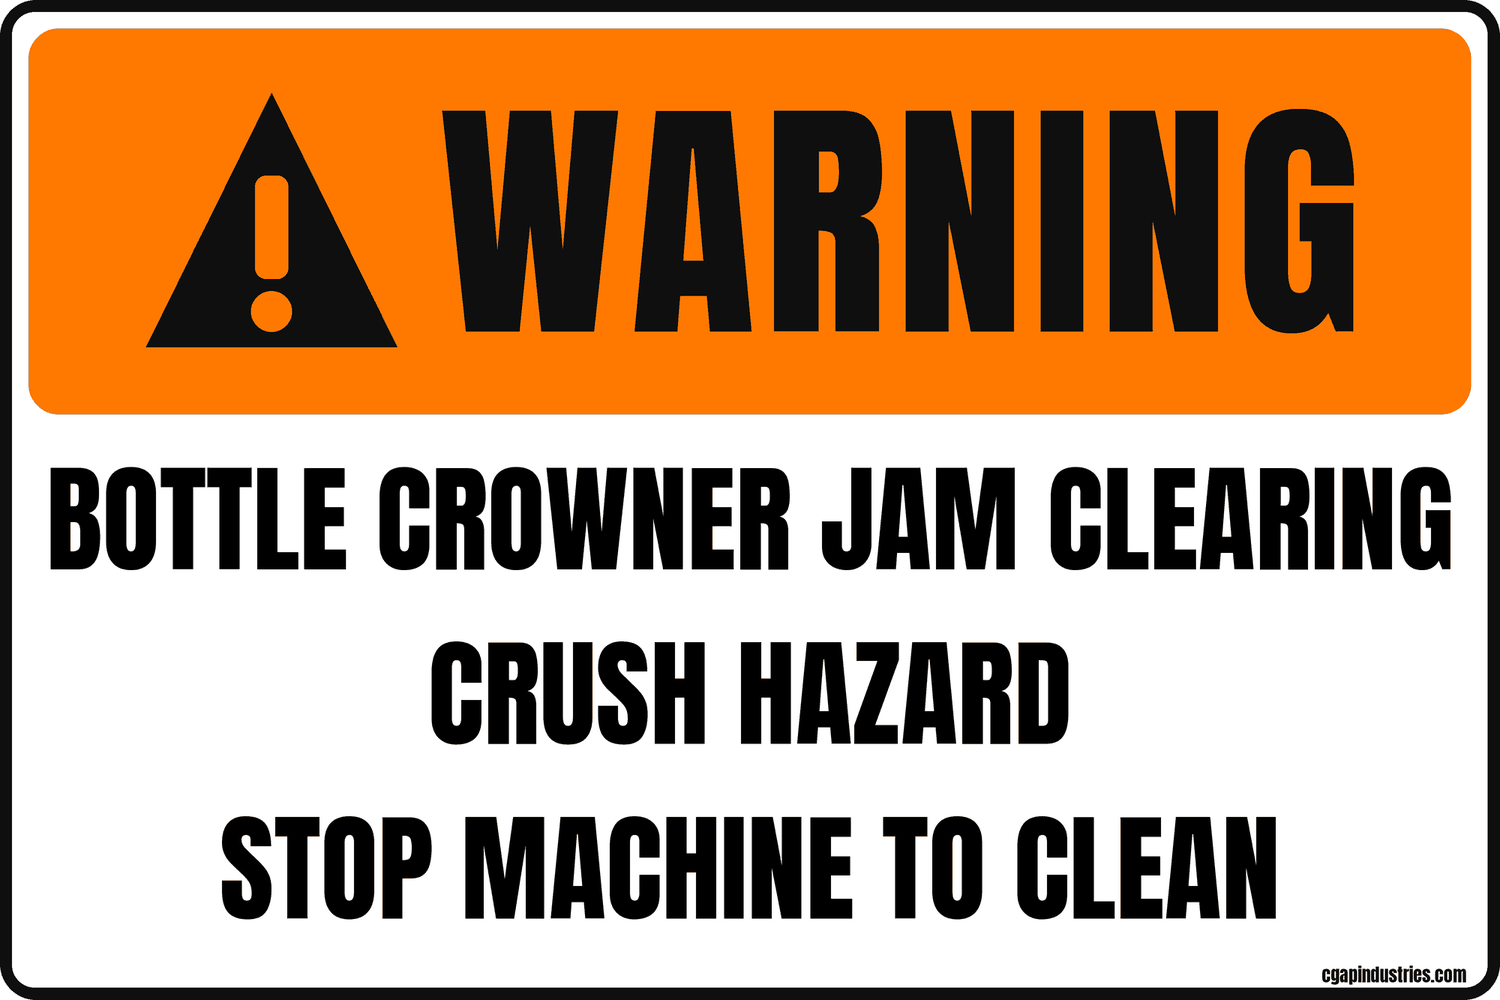 WARNING
BOTTLE CROWNER JAM CLEARING
CRUSH HAZARD
STOP MACHINE TO CLEAN
cgapindustries.com